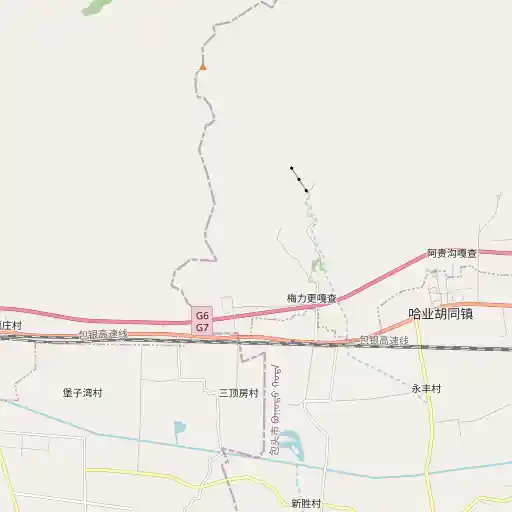 阿贵沟嘎查
梅力更嘎查
G6
G7
哈业胡同镇
庄村
包银高速线
包银高速线
堡子湾村
三顶房村
永丰村
包头市
新胜村